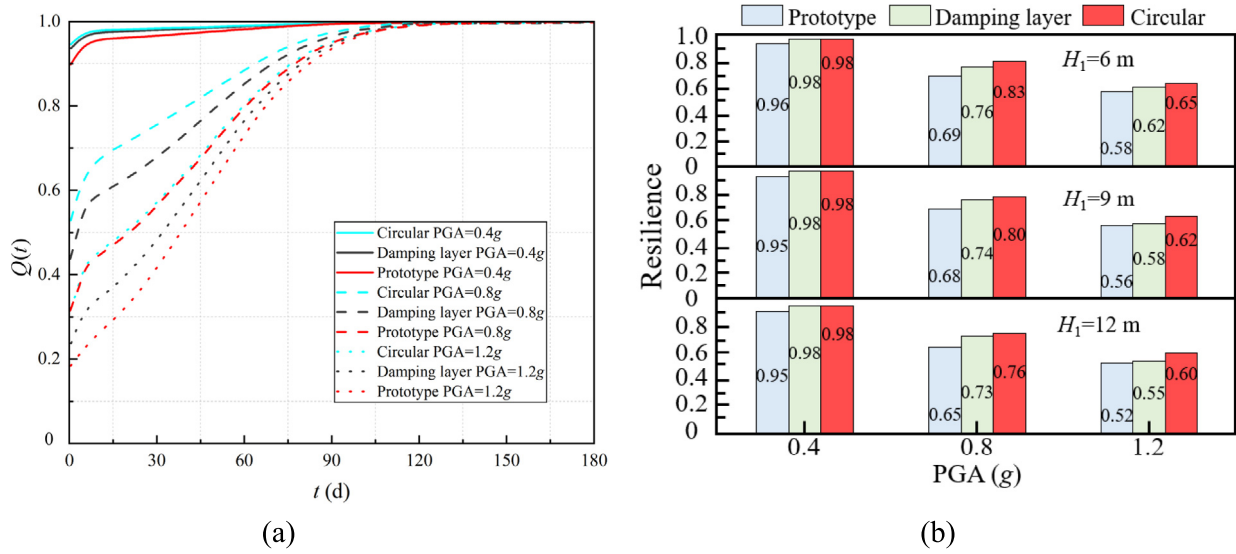 1.0
0.8
0.6
0.4
0.2
0
Q(t)
Circular PGA=0.4g
Damping layer PGA=0.4g
Prototype PGA=0.4g
Circular PGA=0.8g
Damping layer PGA=0.8g
Prototype PGA=0.8g
Circular PGA=1.2g
Damping layer PGA=1.2g
Prototype PGA=1.2g
0 30 60 90 120 150 180
t (d)
(a)
Prototype Damping layer Circular
Resilience
1.0
0.8
0.6
0.4
0.2
0
H₁=6 m
0.96 0.98 0.98
0.69 0.76 0.83
0.58 0.62 0.65
0.8
0.6
0.4
0.2
0
H₁=9 m
0.95 0.98 0.98
0.68 0.74 0.80
0.56 0.58 0.62
0.8
0.6
0.4
0.2
0
H₁=12 m
0.95 0.98 0.98
0.65 0.73 0.76
0.52 0.55 0.60
0.4 0.8 1.2
PGA (g)
(b)